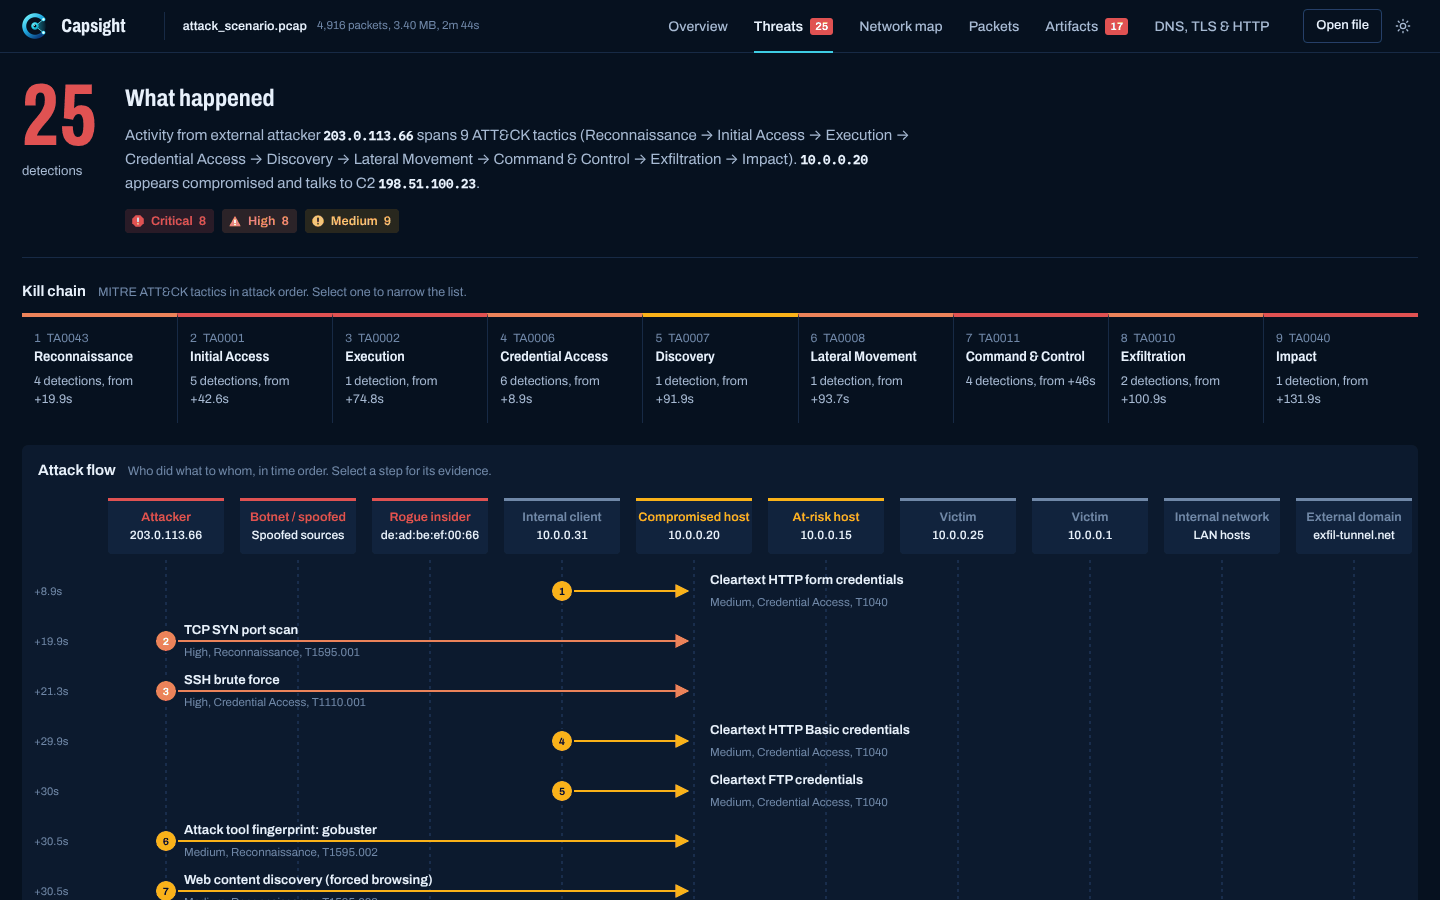 Capsight
attack_scenario.pcap 4,916 packets, 3.40 MB, 2m 44s
Overview
Threats 25
Network map
Packets
Artifacts 17
DNS, TLS & HTTP
Open file
25
detections
What happened
Activity from external attacker 203.0.113.66 spans 9 ATT&CK tactics (Reconnaissance → Initial Access → Execution →
Credential Access → Discovery → Lateral Movement → Command & Control → Exfiltration → Impact). 10.0.0.20
appears compromised and talks to C2 198.51.100.23.
Critical 8
High 8
Medium 9
Kill chain MITRE ATT&CK tactics in attack order. Select one to narrow the list.
1 TA0043
Reconnaissance
4 detections, from
+19.9s
2 TA0001
Initial Access
5 detections, from
+42.6s
3 TA0002
Execution
1 detection, from
+74.8s
4 TA0006
Credential Access
6 detections, from
+8.9s
5 TA0007
Discovery
1 detection, from
+91.9s
6 TA0008
Lateral Movement
1 detection, from
+93.7s
7 TA0011
Command & Control
4 detections, from +46s
8 TA0010
Exfiltration
2 detections, from
+100.9s
9 TA0040
Impact
1 detection, from
+131.9s
Attack flow Who did what to whom, in time order. Select a step for its evidence.
Attacker
203.0.113.66
Botnet / spoofed
Spoofed sources
Rogue insider
de:ad:be:ef:00:66
Internal client
10.0.0.31
Compromised host
10.0.0.20
At-risk host
10.0.0.15
Victim
10.0.0.25
Victim
10.0.0.1
Internal network
LAN hosts
External domain
exfil-tunnel.net
+8.9s
1
Cleartext HTTP form credentials
Medium, Credential Access, T1040
+19.9s
2
TCP SYN port scan
High, Reconnaissance, T1595.001
+21.3s
3
SSH brute force
High, Credential Access, T1110.001
+29.9s
4
Cleartext HTTP Basic credentials
Medium, Credential Access, T1040
+30s
5
Cleartext FTP credentials
Medium, Credential Access, T1040
+30.5s
6
Attack tool fingerprint: gobuster
Medium, Reconnaissance, T1595.002
+30.5s
7
Web content discovery (forced browsing)